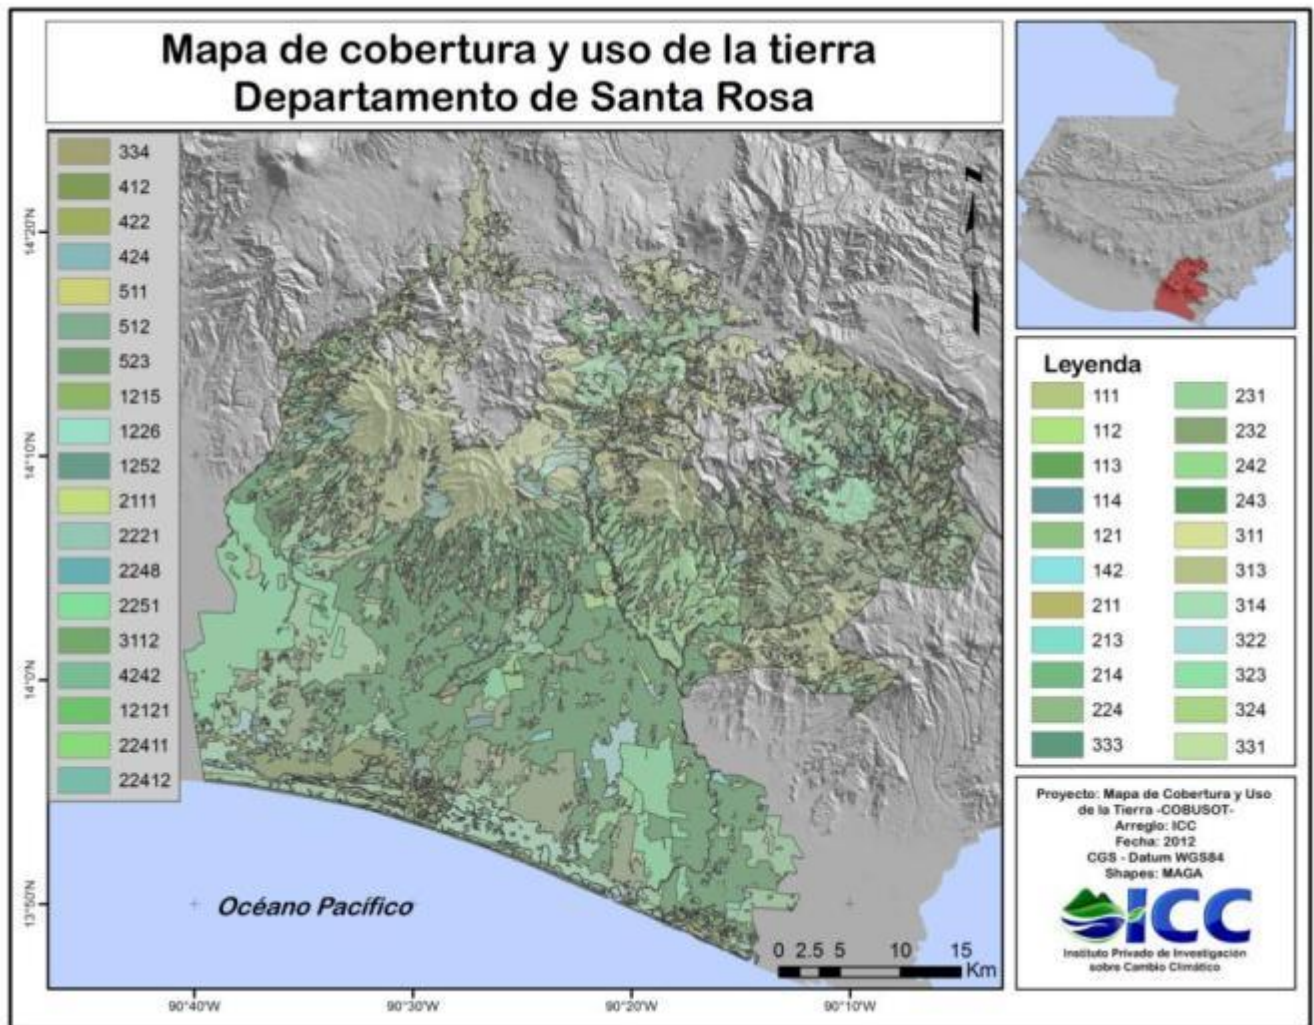 Mapa de cobertura y uso de la tierra
Departamento de Santa Rosa
334
412
422
424
511
512
523
1215
1226
1252
2111
2221
2248
2251
3112
4242
12121
22411
22412
14°20'N
14°10'N
14°0'N
13°50'N
90°40'W
90°30'W
90°20'W
90°10'W
Océano Pacífico
0 2.5 5 10 15
Km
Leyenda
111
112
113
114
121
142
211
213
214
224
333
231
232
242
243
311
313
314
322
323
324
331
Proyecto: Mapa de Cobertura y Uso
de la Tierra -COBUSOT-
Arreglo: ICC
Fecha: 2012
CGS - Datum WGS84
Shapes: MAGA
ICC
Instituto Privado de Investigación
sobre Cambio Climático